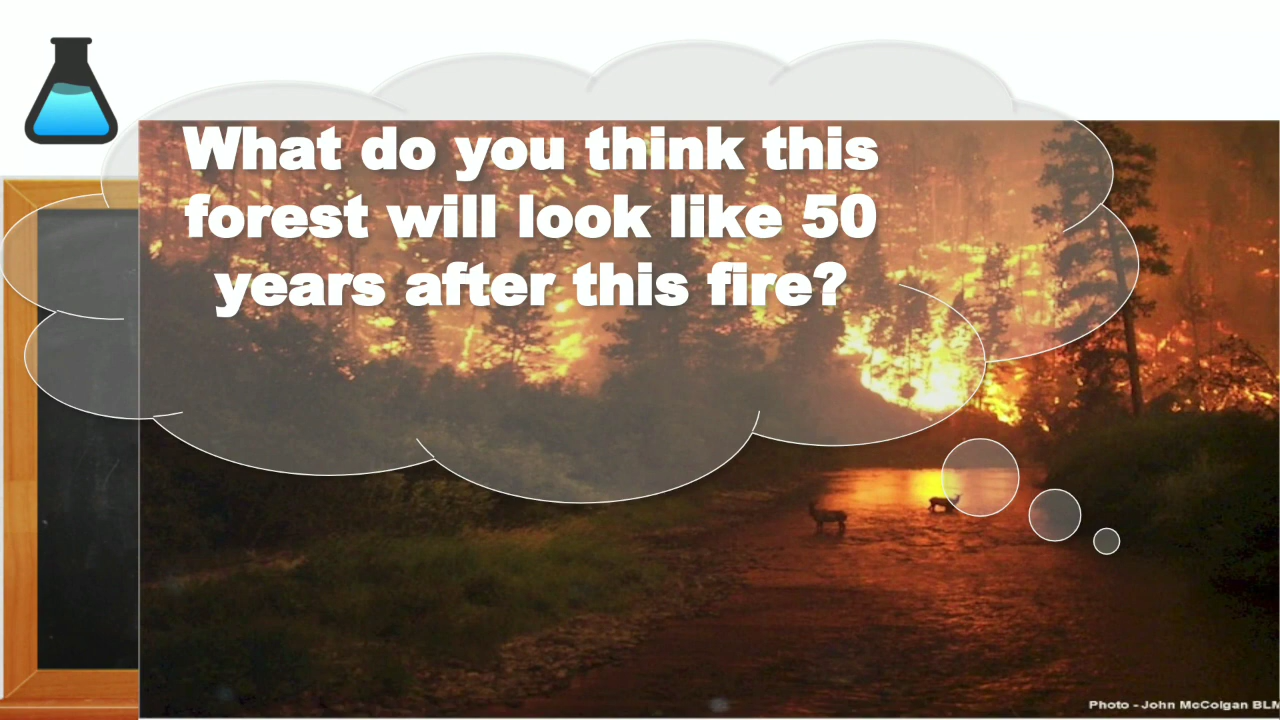 What do you think this
forest will look like 50
years after this fire?
Photo - John McColgan BLM